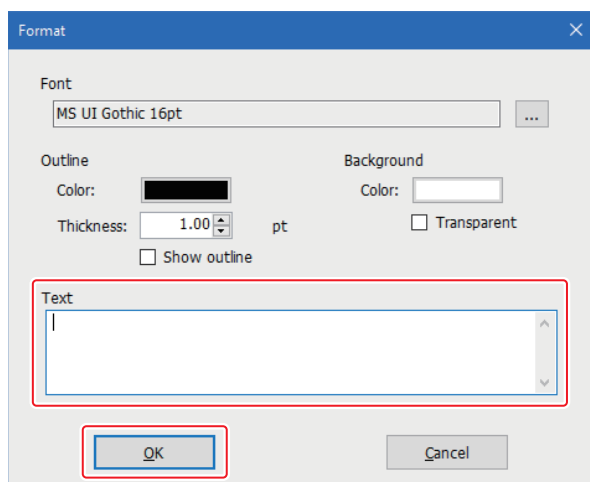 Format
Font
MS UI Gothic 16pt
...
Outline
Background
Color:
Color:
Thickness: 1.00 pt
Transparent
Show outline
Text
OK
Cancel